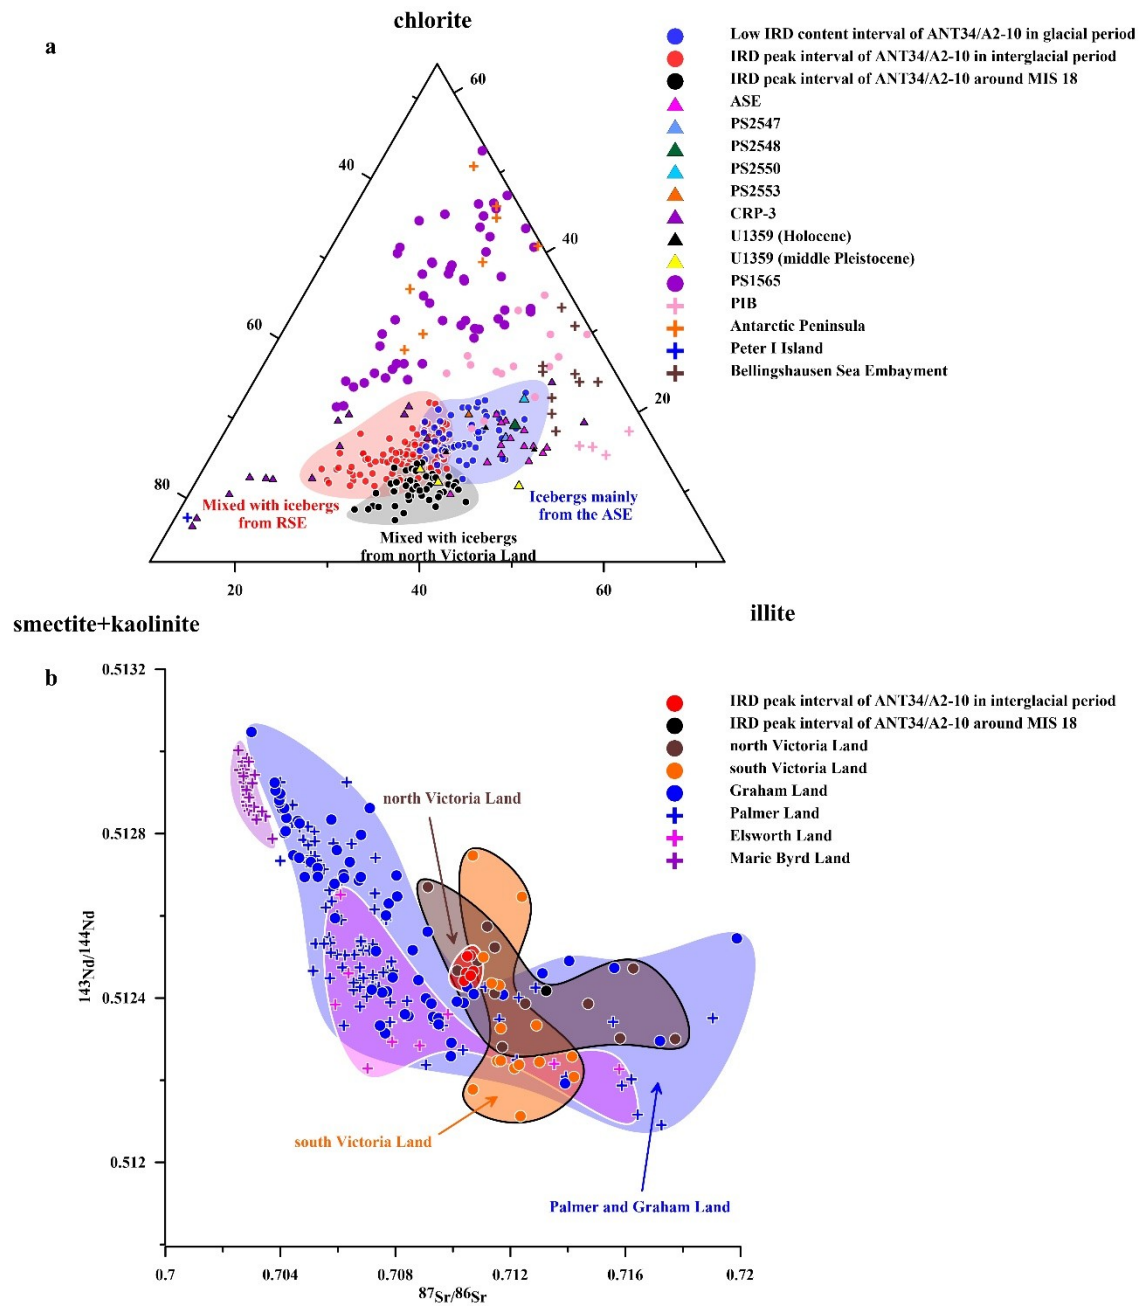 chlorite
a
Low IRD content interval of ANT34/A2-10 in glacial period
IRD peak interval of ANT34/A2-10 in interglacial period
IRD peak interval of ANT34/A2-10 around MIS 18
ASE
PS2547
PS2548
PS2550
PS2553
CRP-3
U1359 (Holocene)
U1359 (middle Pleistocene)
PS1565
PIB
Antarctic Peninsula
Peter I Island
Bellingshausen Sea Embayment
60
40
40
60
20
80
Mixed with icebergs
from RSE
Icebergs mainly
from the ASE
Mixed with icebergs
from north Victoria Land
20
40
60
smectite+kaolinite
illite
b
0.5132
0.5128
0.5124
0.512
143Nd/144Nd
IRD peak interval of ANT34/A2-10 in interglacial period
IRD peak interval of ANT34/A2-10 around MIS 18
north Victoria Land
south Victoria Land
Graham Land
Palmer Land
Elsworth Land
Marie Byrd Land
north Victoria Land
south Victoria Land
Palmer and Graham Land
0.7
0.704
0.708
0.712
0.716
0.72
87Sr/86Sr